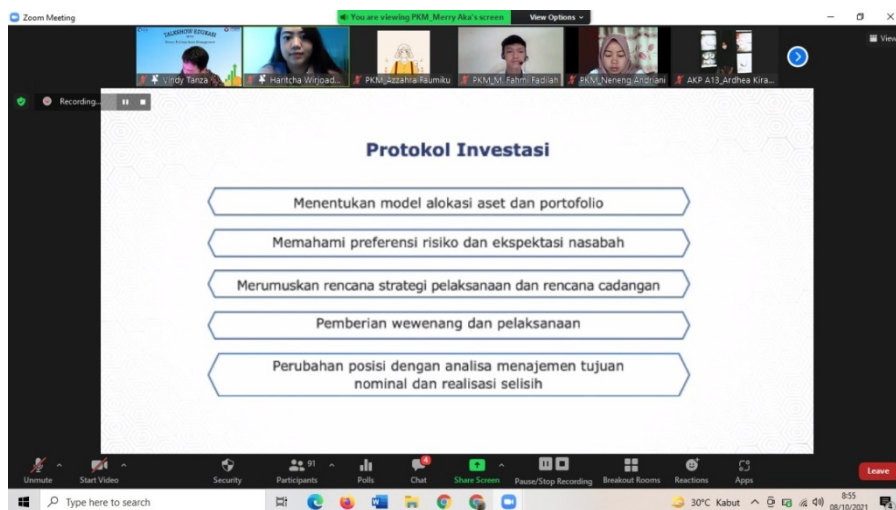 Zoom Meeting
You are viewing PKM_Merry Aka's screen
View Options
View
TALKSHOW EDUKASI
Vindy Tanza
Haritcha Wirjoad...
PKM_Azzahra Faumiku
PKM_M. Fahmi Fadilah
PKM_Neneng Andriani
AKP A13_Ardhea Kira...
Recording...
Protokol Investasi
Menentukan model alokasi aset dan portofolio
Memahami preferensi risiko dan ekspektasi nasabah
Merumuskan rencana strategi pelaksanaan dan rencana cadangan
Pemberian wewenang dan pelaksanaan
Perubahan posisi dengan analisa menajemen tujuan
nominal dan realisasi selisih
Unmute
Start Video
Security
91
Participants
Polls
4
Chat
Share Screen
Pause/Stop Recording
Breakout Rooms
Reactions
Apps
Leave
Type here to search
30°C Kabut
8:55
08/10/2021